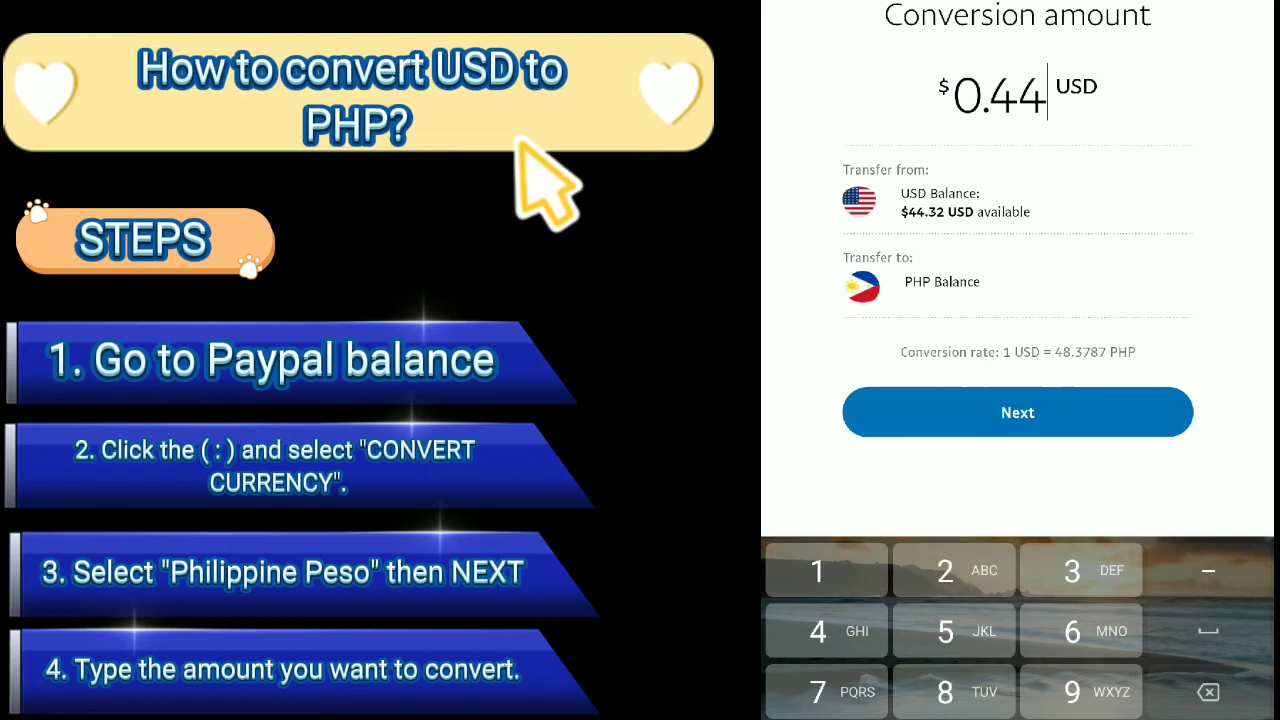 How to convert USD to
PHP?
STEPS
1. Go to Paypal balance
2. Click the ( : ) and select "CONVERT
CURRENCY".
3. Select "Philippine Peso" then NEXT
4. Type the amount you want to convert.
Conversion amount
$0.44 USD
Transfer from:
USD Balance:
$44.32 USD available
Transfer to:
PHP Balance
Conversion rate: 1 USD = 48.3787 PHP
Next
1 2 ABC 3 DEF –
4 GHI 5 JKL 6 MNO
7 PQRS 8 TUV 9 WXYZ